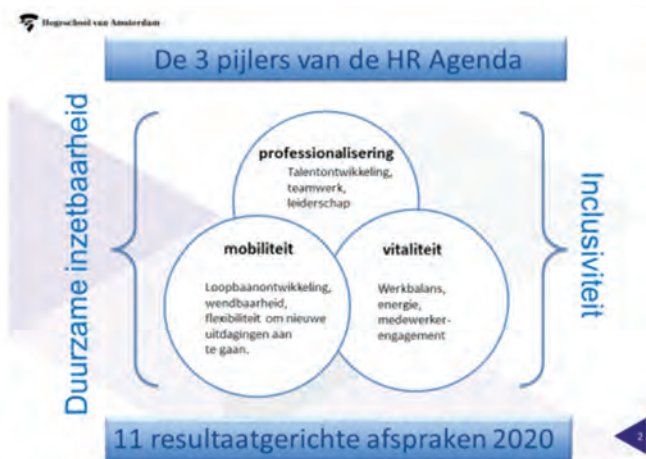 Hogeschool van Amsterdam
De 3 pijlers van de HR Agenda
Duurzame inzetbaarheid
professionalisering
Talentontwikkeling,
teamwerk,
leiderschap
mobiliteit
Loopbaanontwikkeling,
wendbaarheid,
flexibiliteit om nieuwe
uitdagingen aan
te gaan.
vitaliteit
Werkbalans,
energie,
medewerker-
engagement
Inclusiviteit
11 resultaatgerichte afspraken 2020
2